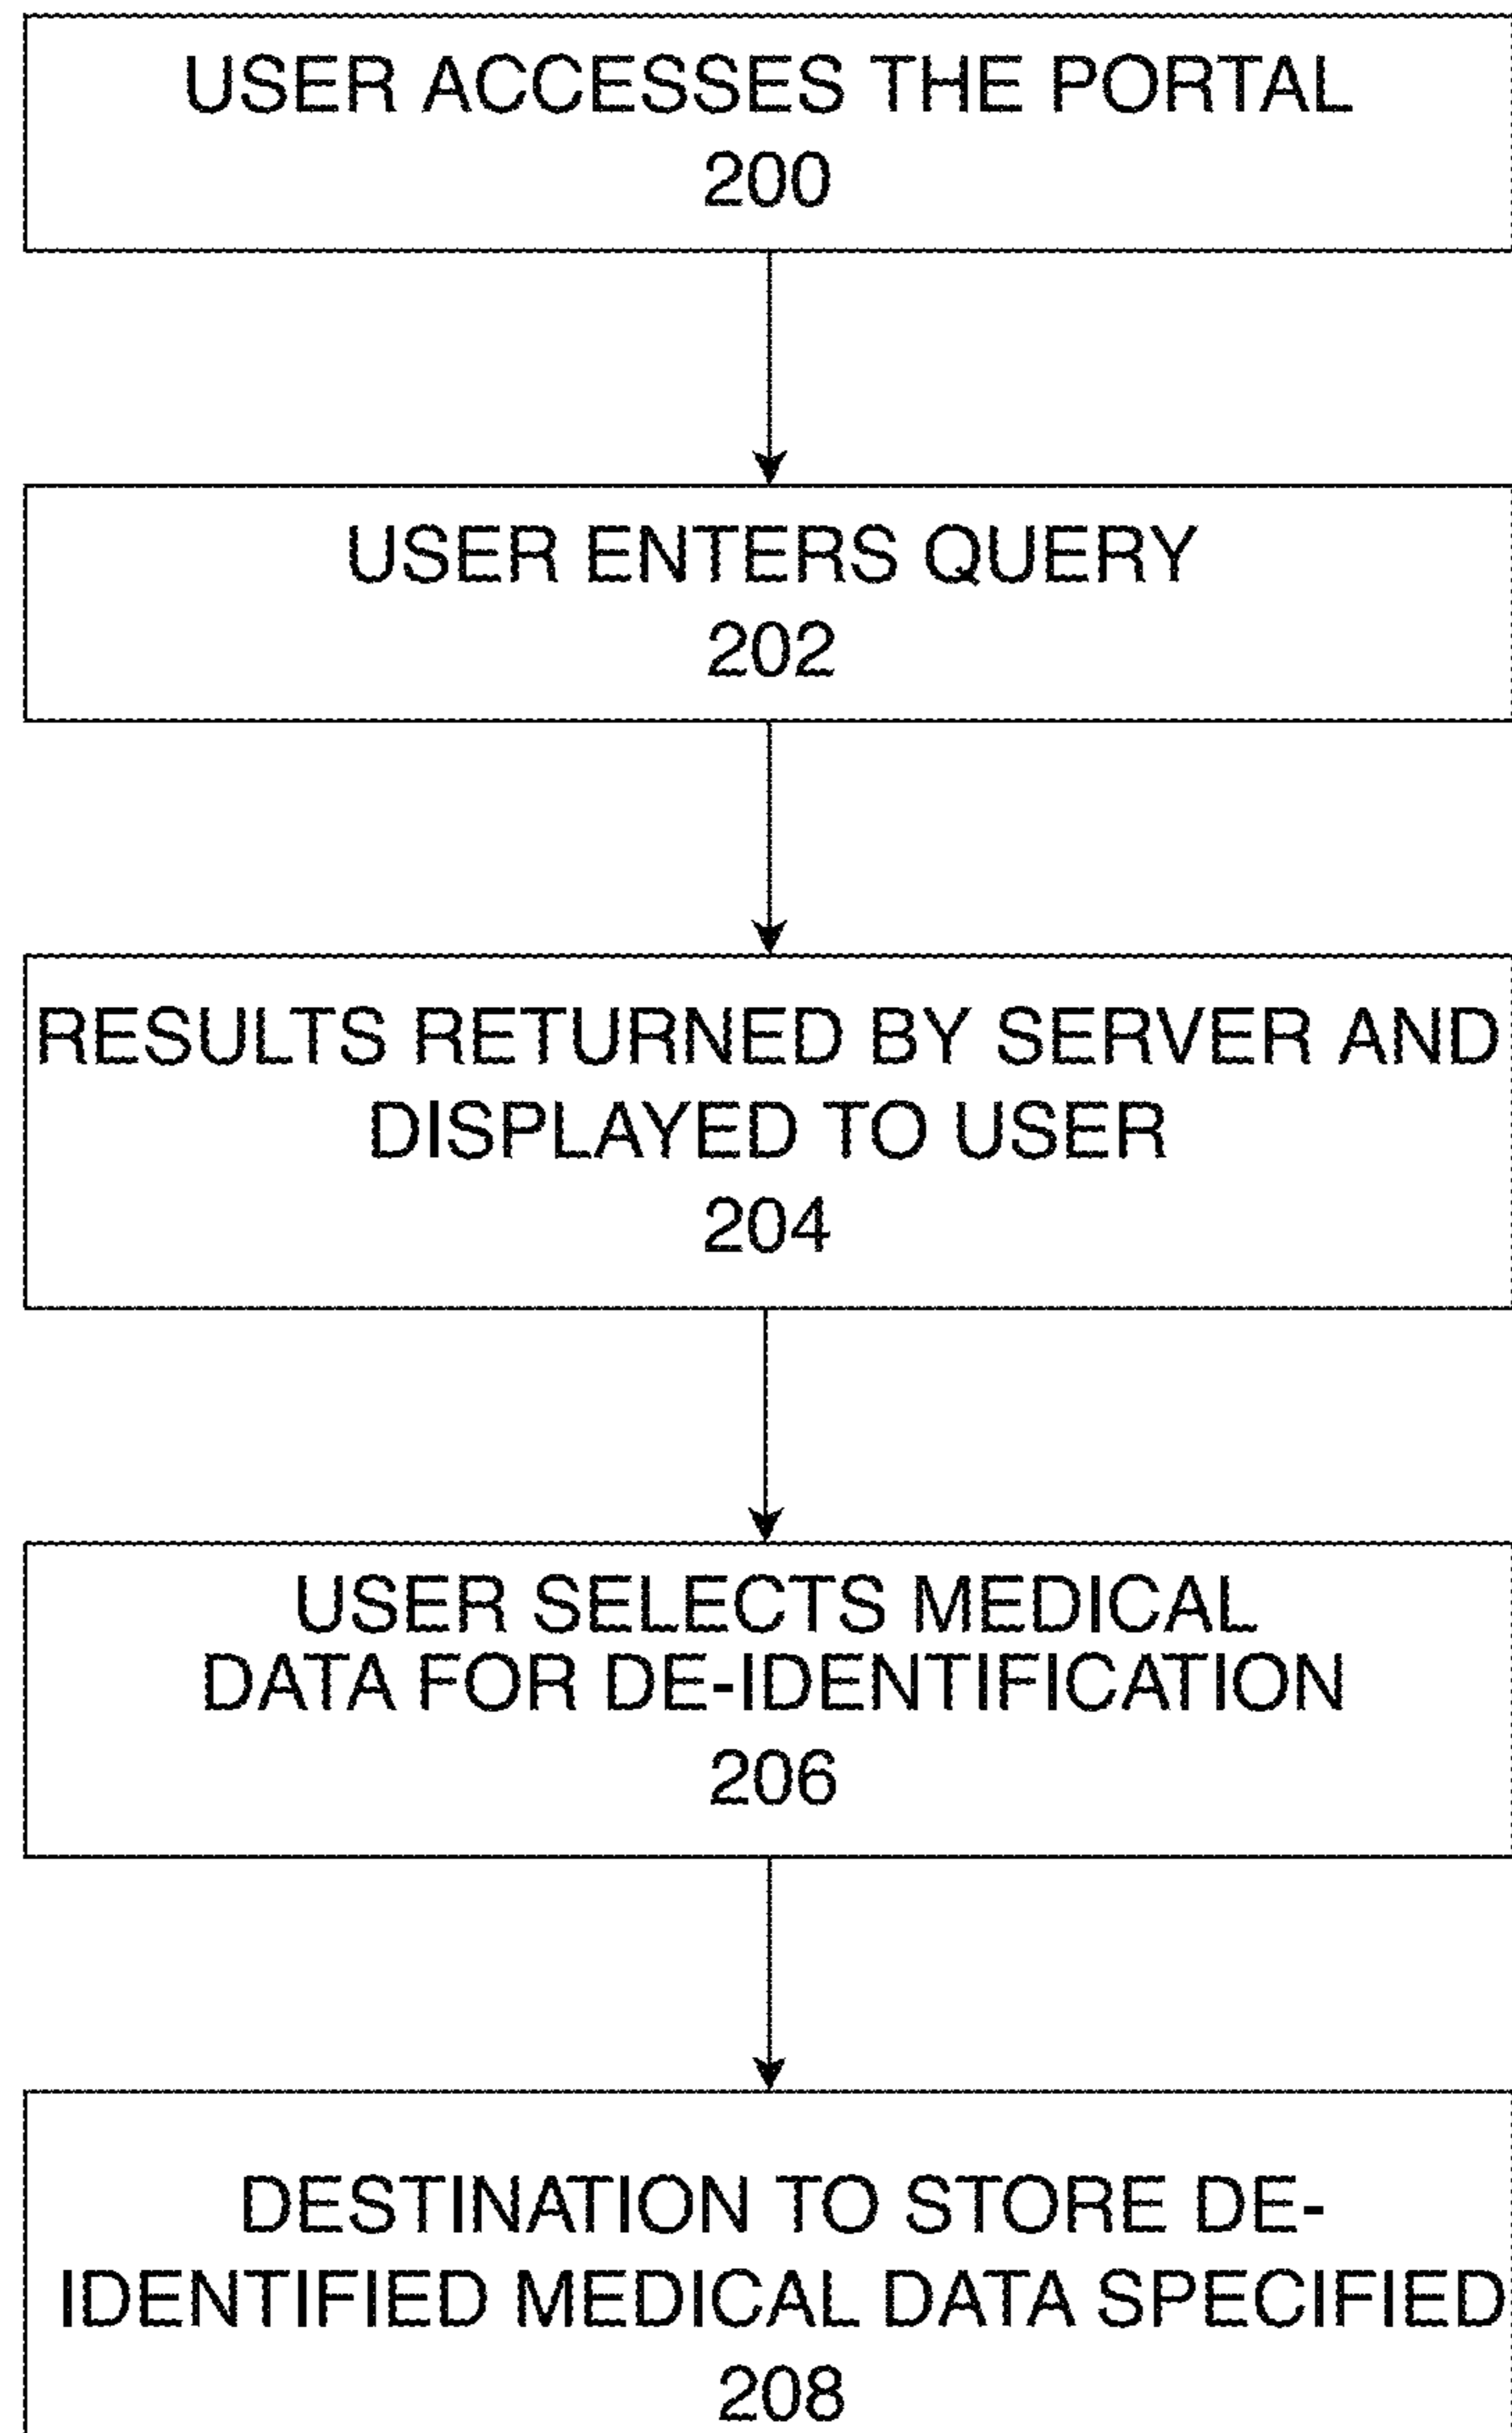 USER ACCESSES THE PORTAL
200
USER ENTERS QUERY
202
RESULTS RETURNED BY SERVER AND
DISPLAYED TO USER
204
USER SELECTS MEDICAL
DATA FOR DE-IDENTIFICATION
206
DESTINATION TO STORE DE-
IDENTIFIED MEDICAL DATA SPECIFIED
208